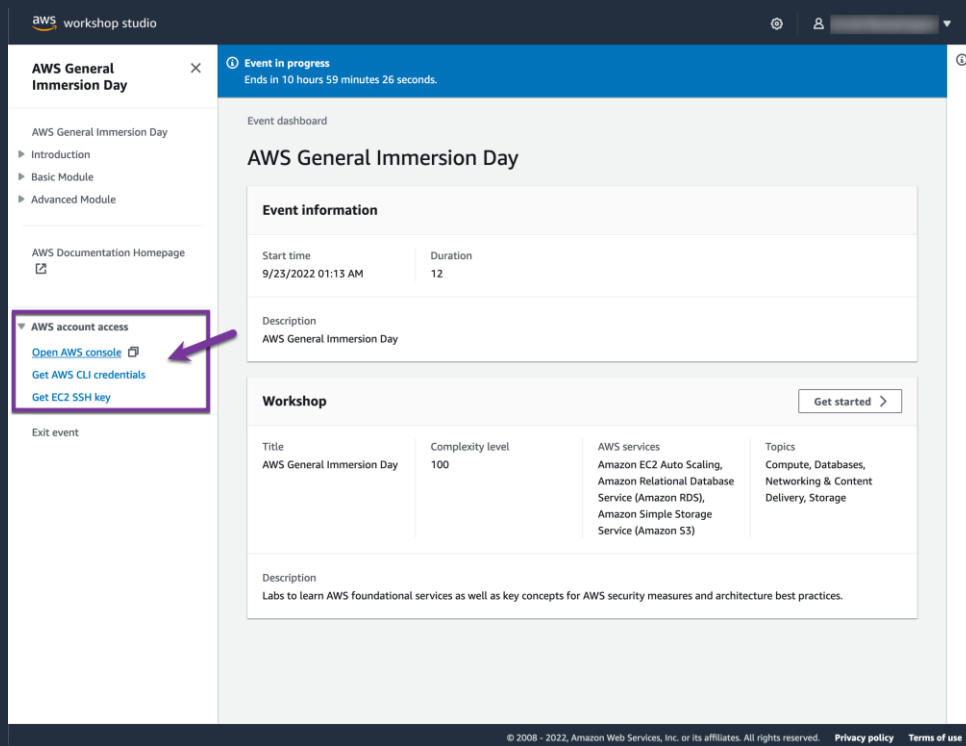 aws workshop studio
AWS General
Immersion Day
AWS General Immersion Day
Introduction
Basic Module
Advanced Module
AWS Documentation Homepage
AWS account access
Open AWS console
Get AWS CLI credentials
Get EC2 SSH key
Exit event
Event in progress
Ends in 10 hours 59 minutes 26 seconds.
Event dashboard
AWS General Immersion Day
Event information
Start time
9/23/2022 01:13 AM
Duration
12
Description
AWS General Immersion Day
Workshop
Get started
Title
AWS General Immersion Day
Complexity level
100
AWS services
Amazon EC2 Auto Scaling,
Amazon Relational Database
Service (Amazon RDS),
Amazon Simple Storage
Service (Amazon S3)
Topics
Compute, Databases,
Networking & Content
Delivery, Storage
Description
Labs to learn AWS foundational services as well as key concepts for AWS security measures and architecture best practices.
© 2008 - 2022, Amazon Web Services, Inc. or its affiliates. All rights reserved. Privacy policy Terms of use